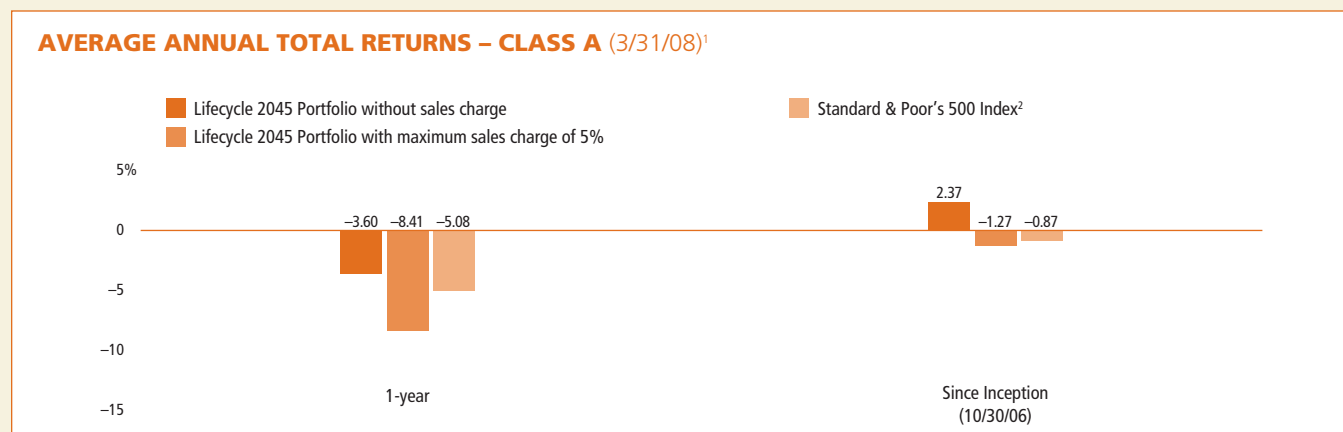 AVERAGE ANNUAL TOTAL RETURNS – CLASS A (3/31/08)¹
Lifecycle 2045 Portfolio without sales charge
Standard & Poor's 500 Index²
Lifecycle 2045 Portfolio with maximum sales charge of 5%
5%
2.37
–3.60 –8.41 –5.08
–1.27 –0.87
0
–5
–10
1-year
Since Inception
(10/30/06)
–15